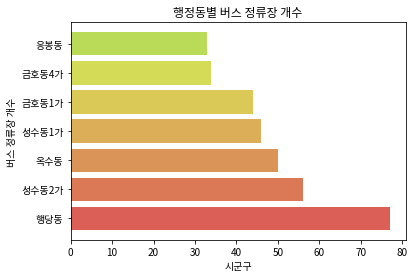 행정동별 버스 정류장 개수
버스 정류장 개수
응봉동
금호동4가
금호동1가
성수동1가
옥수동
성수동2가
행당동
0 10 20 30 40 50 60 70 80
시군구